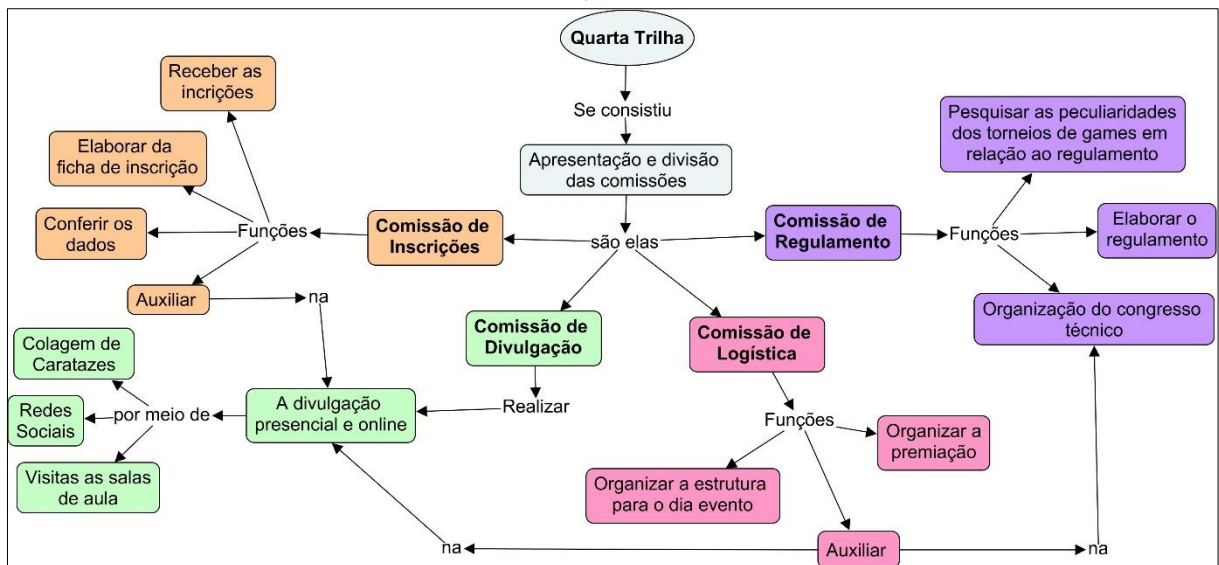 Quarta Trilha
Se consistiu
Apresentação e divisão
das comissões
são elas
Comissão de
Inscrições
Funções
Receber as
incrições
Elaborar da
ficha de inscrição
Conferir os
dados
Auxiliar
na
Comissão de
Divulgação
Realizar
A divulgação
presencial e online
por meio de
Colagem de
Caratazes
Redes
Sociais
Visitas as salas
de aula
Comissão de
Logística
Funções
Organizar a
premiação
Organizar a estrutura
para o dia evento
Auxiliar
na
na
Comissão de
Regulamento
Funções
Pesquisar as peculiaridades
dos torneios de games em
relação ao regulamento
Elaborar o
regulamento
Organização do congresso
técnico